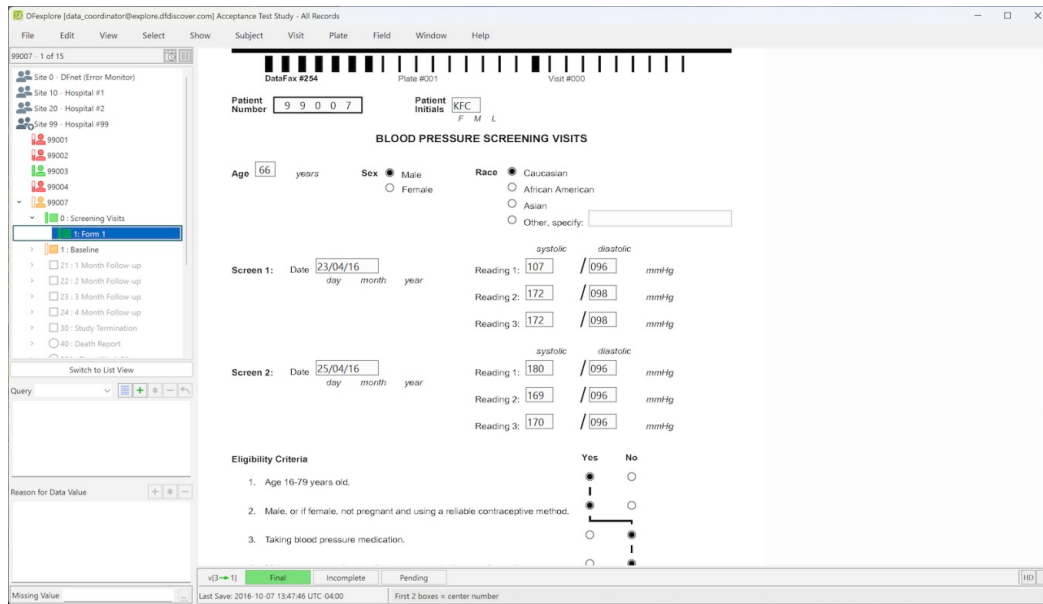 DFexplore [data_coordinator@explore.dfdiscover.com] Acceptance Test Study - All Records
File Edit View Select Show Subject Visit Plate Field Window Help
99007 - 1 of 15
Site 0 - DFnet (Error Monitor)
Site 10 - Hospital #1
Site 20 - Hospital #2
Site 99 - Hospital #99
99001
99002
99003
99004
99007
0 : Screening Visits
1: Form 1
1 : Baseline
21 : 1 Month Follow-up
22 : 2 Month Follow-up
23 : 3 Month Follow-up
24 : 4 Month Follow-up
30 : Study Termination
40 : Death Report
Switch to List View
Query
Reason for Data Value
Missing Value
DataFax #254 Plate #001 Visit #000
Patient Number 9 9 0 0 7 Patient Initials KFC
F M L
BLOOD PRESSURE SCREENING VISITS
Age 66 years Sex Male Race Caucasian
Female African American
Asian
Other, specify:
systolic diastolic
Screen 1: Date 23/04/16 Reading 1: 107 / 096 mmHg
day month year
Reading 2: 172 / 098 mmHg
Reading 3: 172 / 098 mmHg
systolic diastolic
Screen 2: Date 25/04/16 Reading 1: 180 / 096 mmHg
day month year
Reading 2: 169 / 096 mmHg
Reading 3: 170 / 096 mmHg
Eligibility Criteria Yes No
1. Age 16-79 years old.
2. Male, or if female, not pregnant and using a reliable contraceptive method.
3. Taking blood pressure medication.
v[3→1] Final Incomplete Pending HD
Last Save: 2016-10-07 13:47:46 UTC-04:00 First 2 boxes = center number